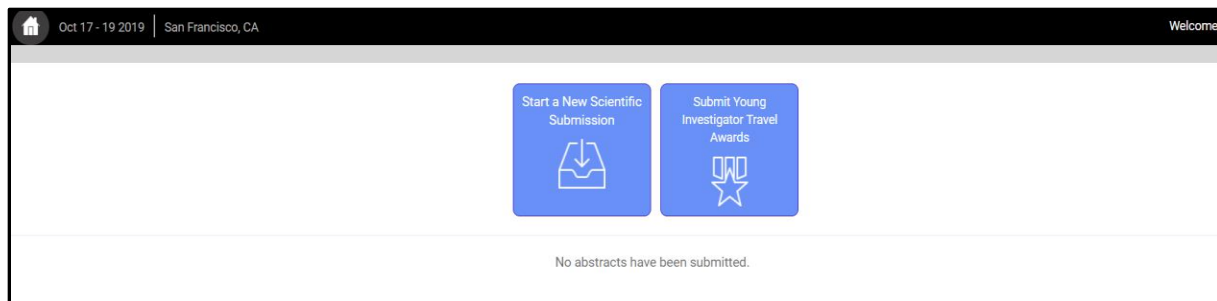 Oct 17 - 19 2019 | San Francisco, CA
Welcome
Start a New Scientific
Submission
Submit Young
Investigator Travel
Awards
No abstracts have been submitted.